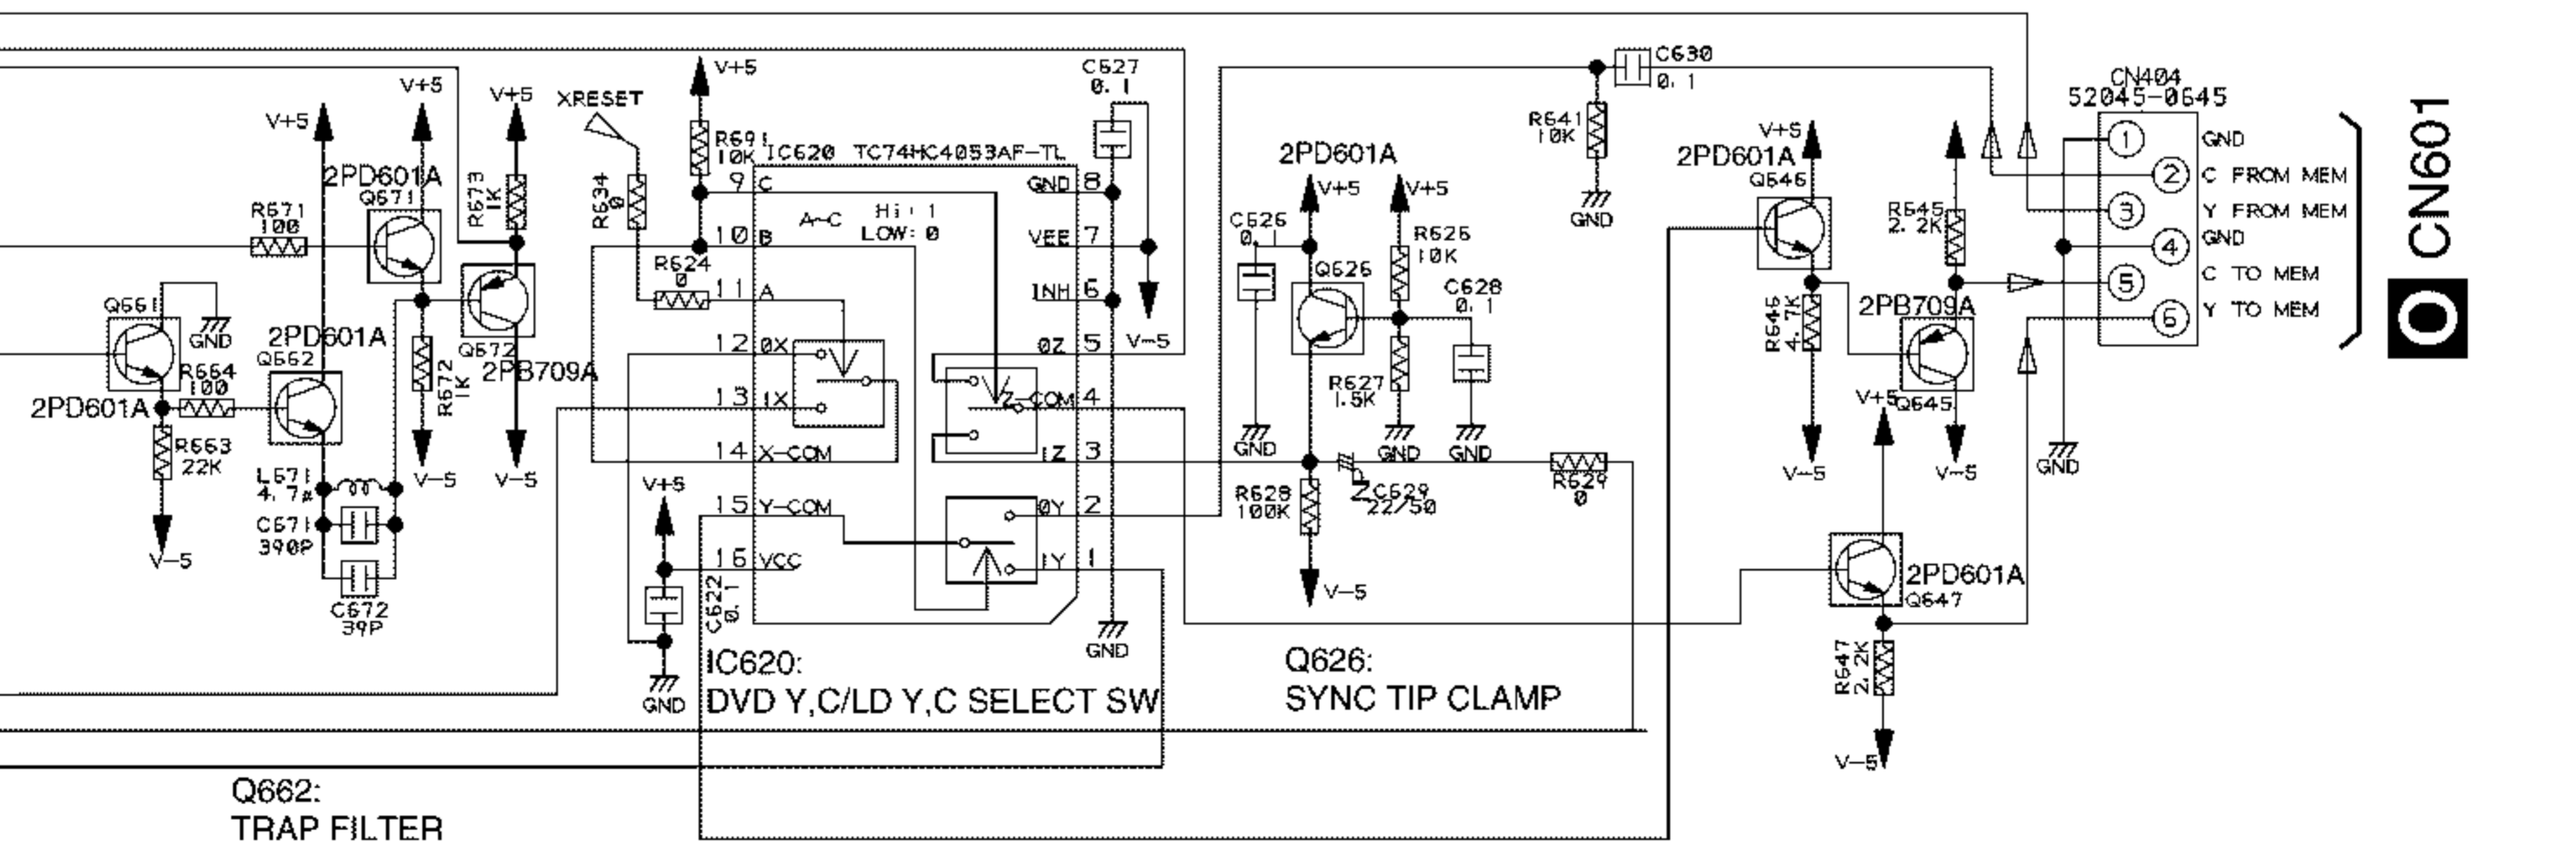 V+5
2PD601A
Q671
R671
100
Q661
GND
2PD601A
R664
100
2PD601A
Q662
R663
22K
V-5
L671
4.7μ
C671
390P
C672
39P
V+5
V+5
R673
1K
Q672
2PB709A
R672
1K
V-5
V-5
Q662:
TRAP FILTER
XRESET
R634
0
R624
0
V+5
R691
10K
IC620 TC74HC4053AF-TL
C627
0.1
9 C
A-C
Hi: 1
LOW: 0
10 B
11 A
12 0X
13 1X
14 X-COM
15 Y-COM
16 VCC
GND 8
VEE 7
INH 6
0Z 5
Z-COM 4
1Z 3
0Y 2
1Y 1
V-5
V+5
C622
0.1
GND
GND
IC620:
DVD Y,C/LD Y,C SELECT SW
2PD601A
V+5
C626
0.1
Q626
V+5
R626
10K
C628
0.1
R627
1.5K
GND
GND
GND
R628
100K
C629
22/50
R629
0
V-5
Q626:
SYNC TIP CLAMP
C630
0.1
R641
10K
GND
V+5
2PD601A
Q646
R646
4.7K
V-5
R645
2.2K
2PB709A
Q645
V-5
V+5
2PD601A
Q647
R647
2.2K
V-5
GND
CN404
52045-0645
1 GND
2 C FROM MEM
3 Y FROM MEM
4 GND
5 C TO MEM
6 Y TO MEM
O CN601